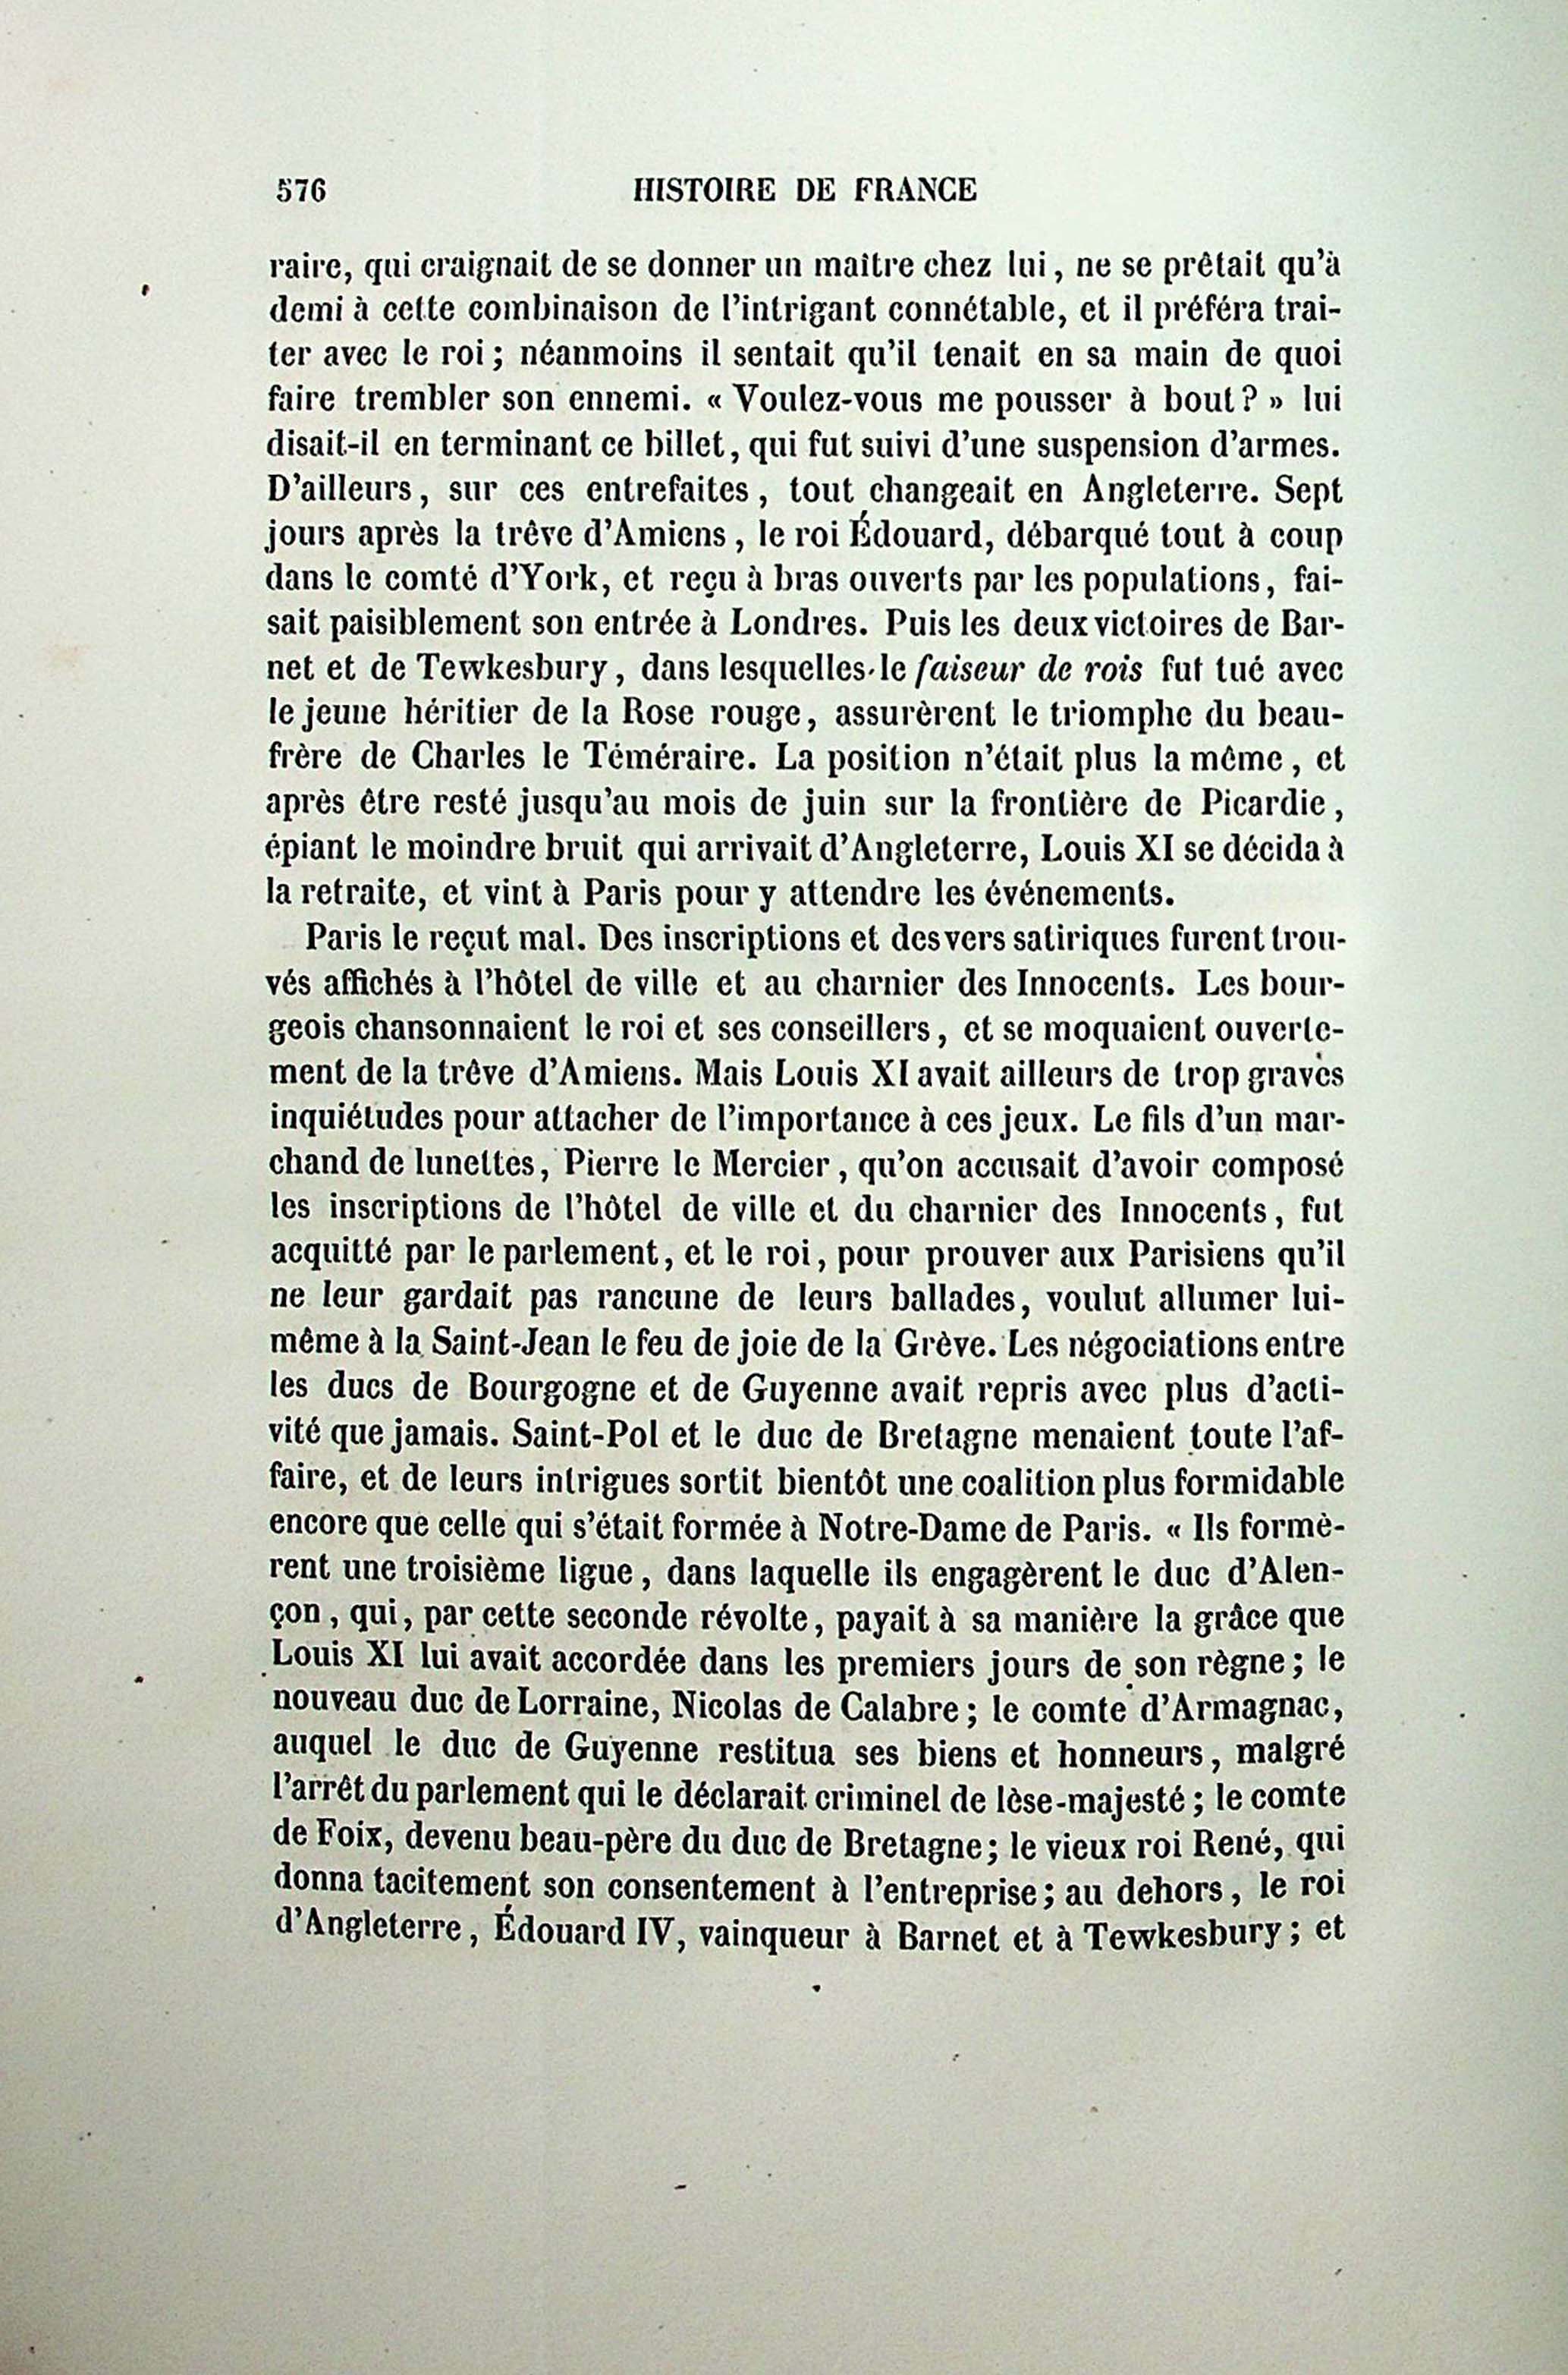 576 HISTOIRE DE FRANCE
raire, qui craignait de se donner un maître chez lui, ne se prêtait qu'à
demi à cette combinaison de l'intrigant connétable, et il préféra trai-
ter avec le roi; néanmoins il sentait qu'il tenait en sa main de quoi
faire trembler son ennemi. « Voulez-vous me pousser à bout? » lui
disait-il en terminant ce billet, qui fut suivi d'une suspension d'armes.
D'ailleurs, sur ces entrefaites, tout changeait en Angleterre. Sept
jours après la trêve d'Amiens, le roi Édouard, débarqué tout à coup
dans le comté d'York, et reçu à bras ouverts par les populations, fai-
sait paisiblement son entrée à Londres. Puis les deux victoires de Bar-
net et de Tewkesbury, dans lesquelles le faiseur de rois fut tué avec
le jeune héritier de la Rose rouge, assurèrent le triomphe du beau-
frère de Charles le Téméraire. La position n'était plus la même, et
après être resté jusqu'au mois de juin sur la frontière de Picardie,
épiant le moindre bruit qui arrivait d'Angleterre, Louis XI se décida à
la retraite, et vint à Paris pour y attendre les événements.
Paris le reçut mal. Des inscriptions et des vers satiriques furent trou-
vés affichés à l'hôtel de ville et au charnier des Innocents. Les bour-
geois chansonnaient le roi et ses conseillers, et se moquaient ouverte-
ment de la trêve d'Amiens. Mais Louis XI avait ailleurs de trop graves
inquiétudes pour attacher de l'importance à ces jeux. Le fils d'un mar-
chand de lunettes, Pierre le Mercier, qu'on accusait d'avoir composé
les inscriptions de l'hôtel de ville et du charnier des Innocents, fut
acquitté par le parlement, et le roi, pour prouver aux Parisiens qu'il
ne leur gardait pas rancune de leurs ballades, voulut allumer lui-
même à la Saint-Jean le feu de joie de la Grève. Les négociations entre
les ducs de Bourgogne et de Guyenne avait repris avec plus d'acti-
vité que jamais. Saint-Pol et le duc de Bretagne menaient toute l'af-
faire, et de leurs intrigues sortit bientôt une coalition plus formidable
encore que celle qui s'était formée à Notre-Dame de Paris. « Ils formè-
rent une troisième ligue, dans laquelle ils engagèrent le duc d'Alen-
çon, qui, par cette seconde révolte, payait à sa manière la grâce que
Louis XI lui avait accordée dans les premiers jours de son règne; le
nouveau duc de Lorraine, Nicolas de Calabre; le comte d'Armagnac,
auquel le duc de Guyenne restitua ses biens et honneurs, malgré
l'arrêt du parlement qui le déclarait criminel de lèse-majesté; le comte
de Foix, devenu beau-père du duc de Bretagne; le vieux roi René, qui
donna tacitement son consentement à l'entreprise; au dehors, le roi
d'Angleterre, Édouard IV, vainqueur à Barnet et à Tewkesbury; et